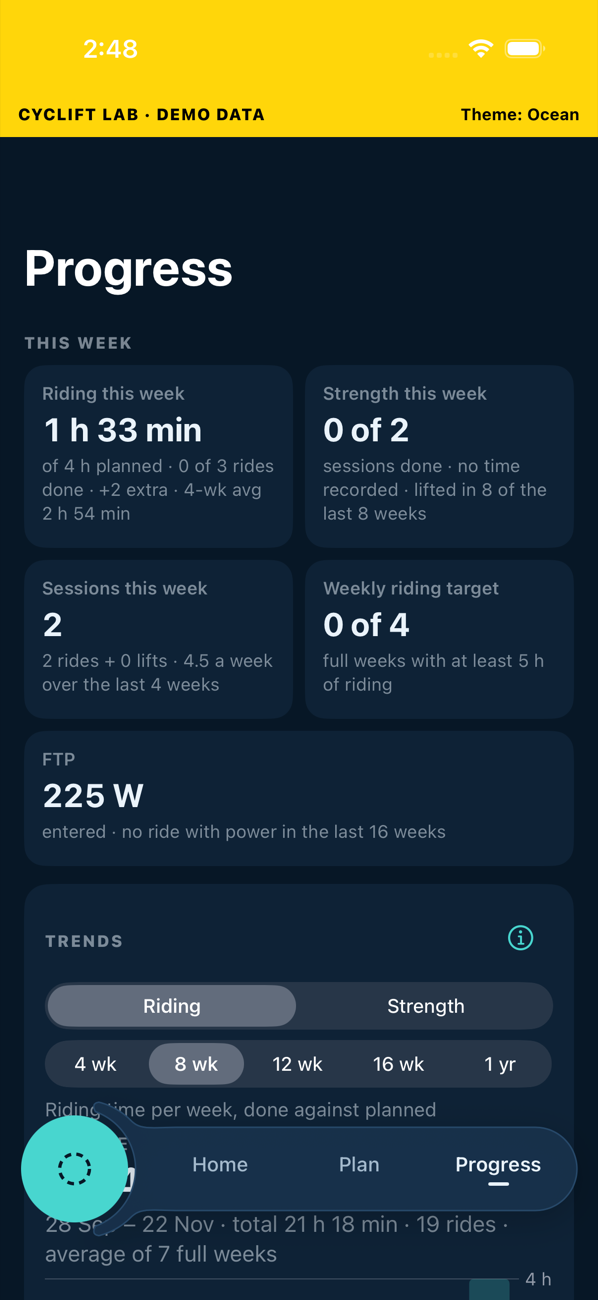 2:48
CYCLIFT LAB · DEMO DATA
Theme: Ocean
Progress
THIS WEEK
Riding this week
1 h 33 min
of 4 h planned · 0 of 3 rides
done · +2 extra · 4-wk avg
2 h 54 min
Strength this week
0 of 2
sessions done · no time
recorded · lifted in 8 of the
last 8 weeks
Sessions this week
2
2 rides + 0 lifts · 4.5 a week
over the last 4 weeks
Weekly riding target
0 of 4
full weeks with at least 5 h
of riding
FTP
225 W
entered · no ride with power in the last 16 weeks
TRENDS
Riding
Strength
4 wk
8 wk
12 wk
16 wk
1 yr
Riding time per week, done against planned
Home
Plan
Progress
28 Sep – 22 Nov · total 21 h 18 min · 19 rides ·
average of 7 full weeks
4 h